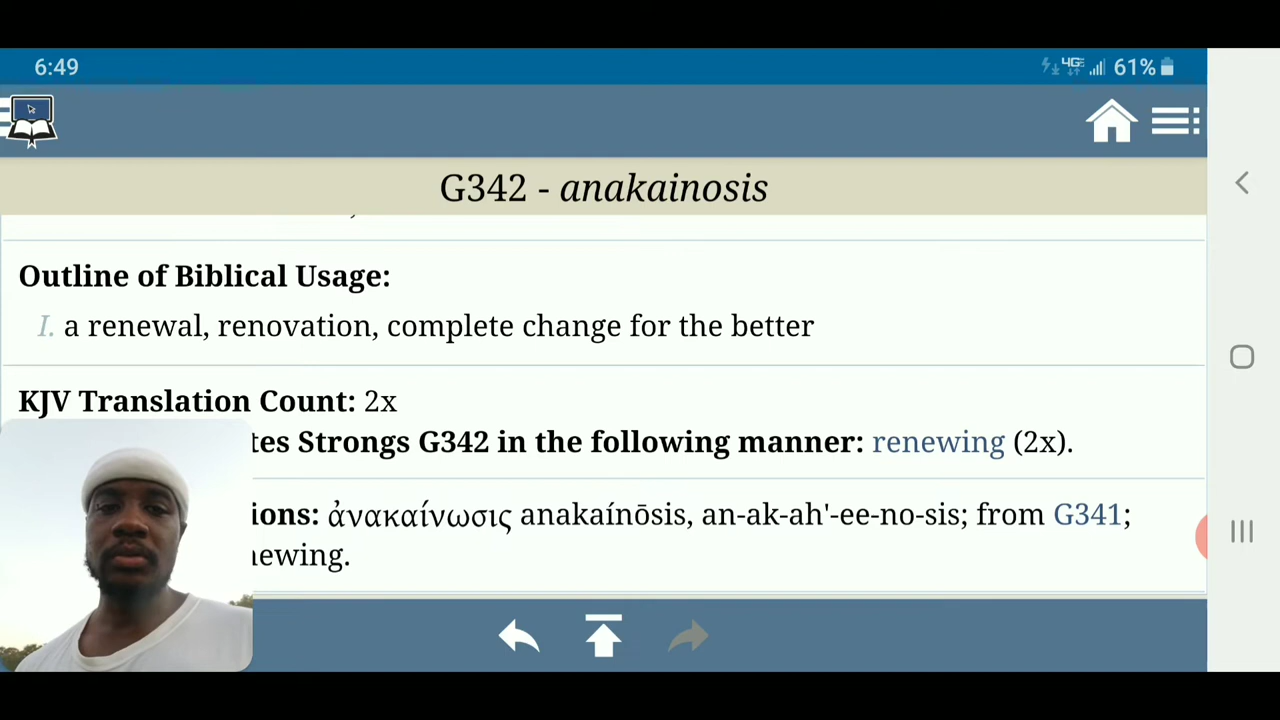 6:49
4G 61%
G342 - anakainosis
Outline of Biblical Usage:
I. a renewal, renovation, complete change for the better
KJV Translation Count: 2x
tes Strongs G342 in the following manner: renewing (2x).
ions: ἀνακαίνωσις anakaínōsis, an-ak-ah'-ee-no-sis; from G341;
newing.